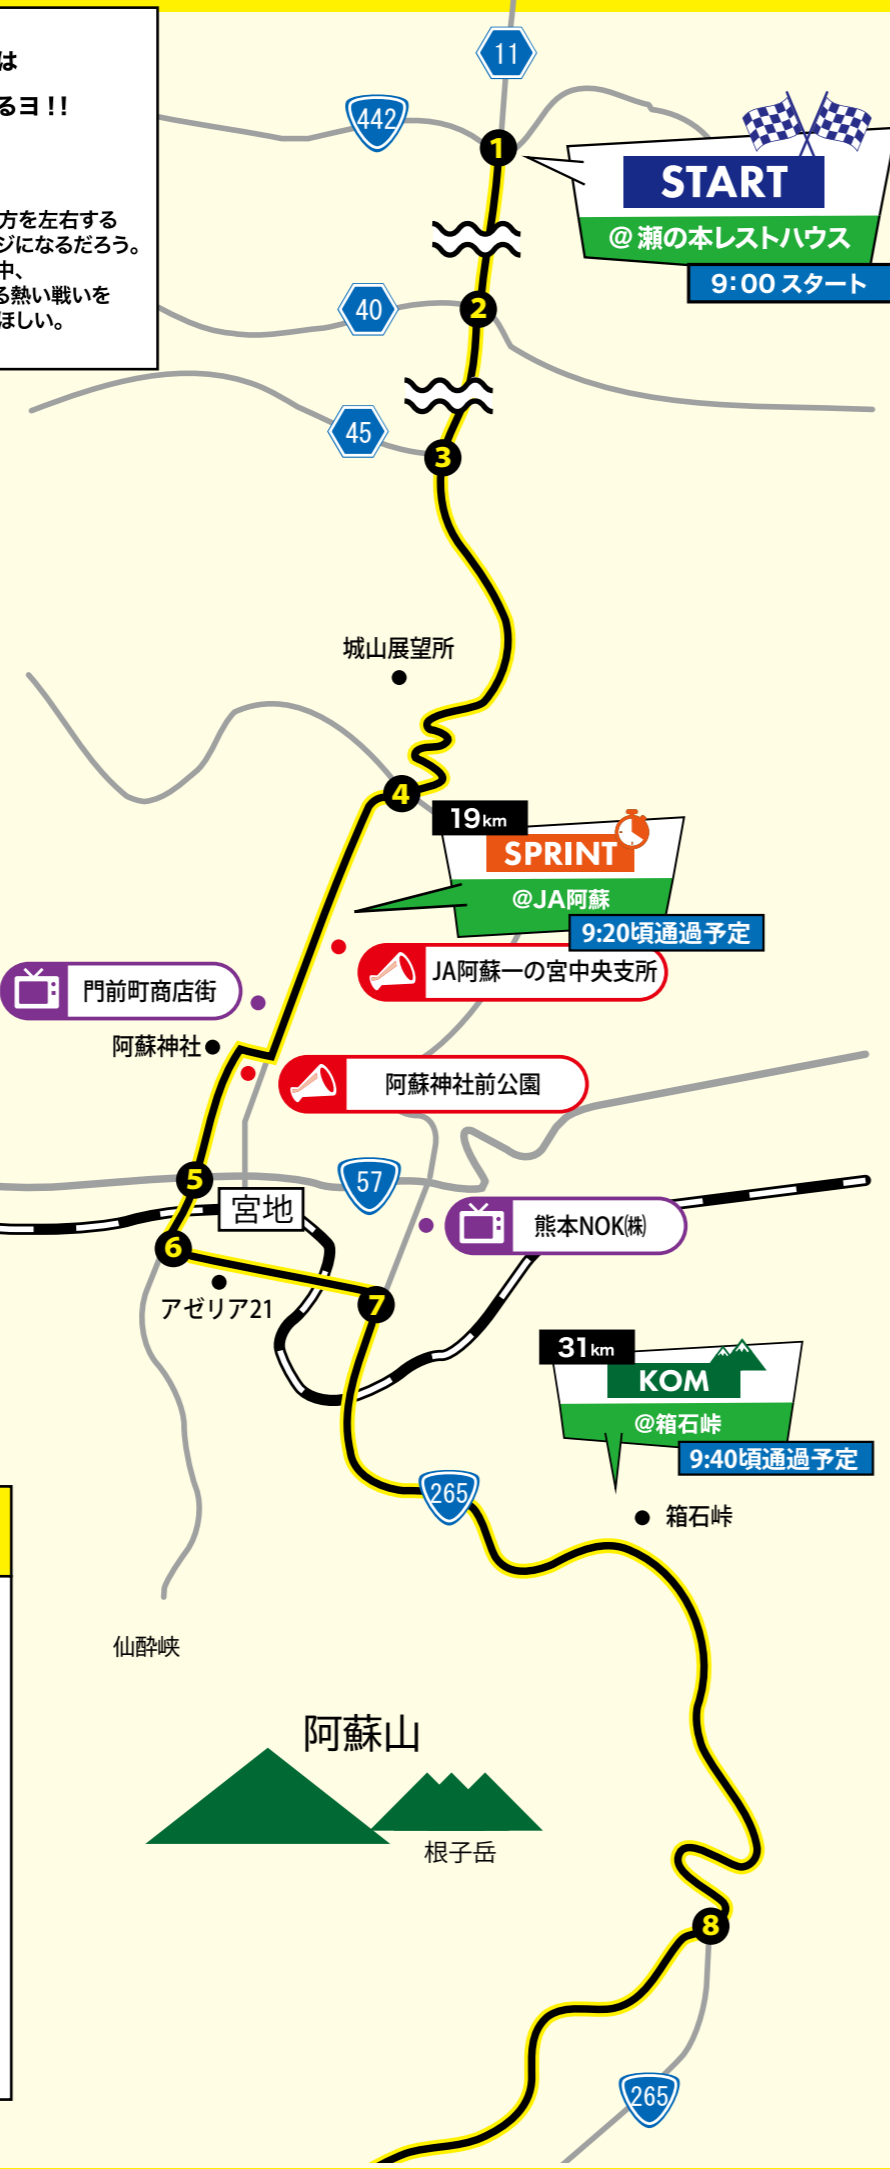 は
るヨ!!
方を左右する
ジになるだろう。
中、
る熱い戦いを
ほしい。
11
442
1
START
@瀬の本レストハウス
9:00 スタート
40
2
45
3
城山展望所
4
19km
SPRINT
@JA阿蘇
9:20頃通過予定
JA阿蘇一の宮中央支所
門前町商店街
阿蘇神社
阿蘇神社前公園
5
57
宮地
熊本NOK㈱
6
アゼリア21
7
31km
KOM
@箱石峠
9:40頃通過予定
265
箱石峠
仙酔峡
阿蘇山
根子岳
8
265